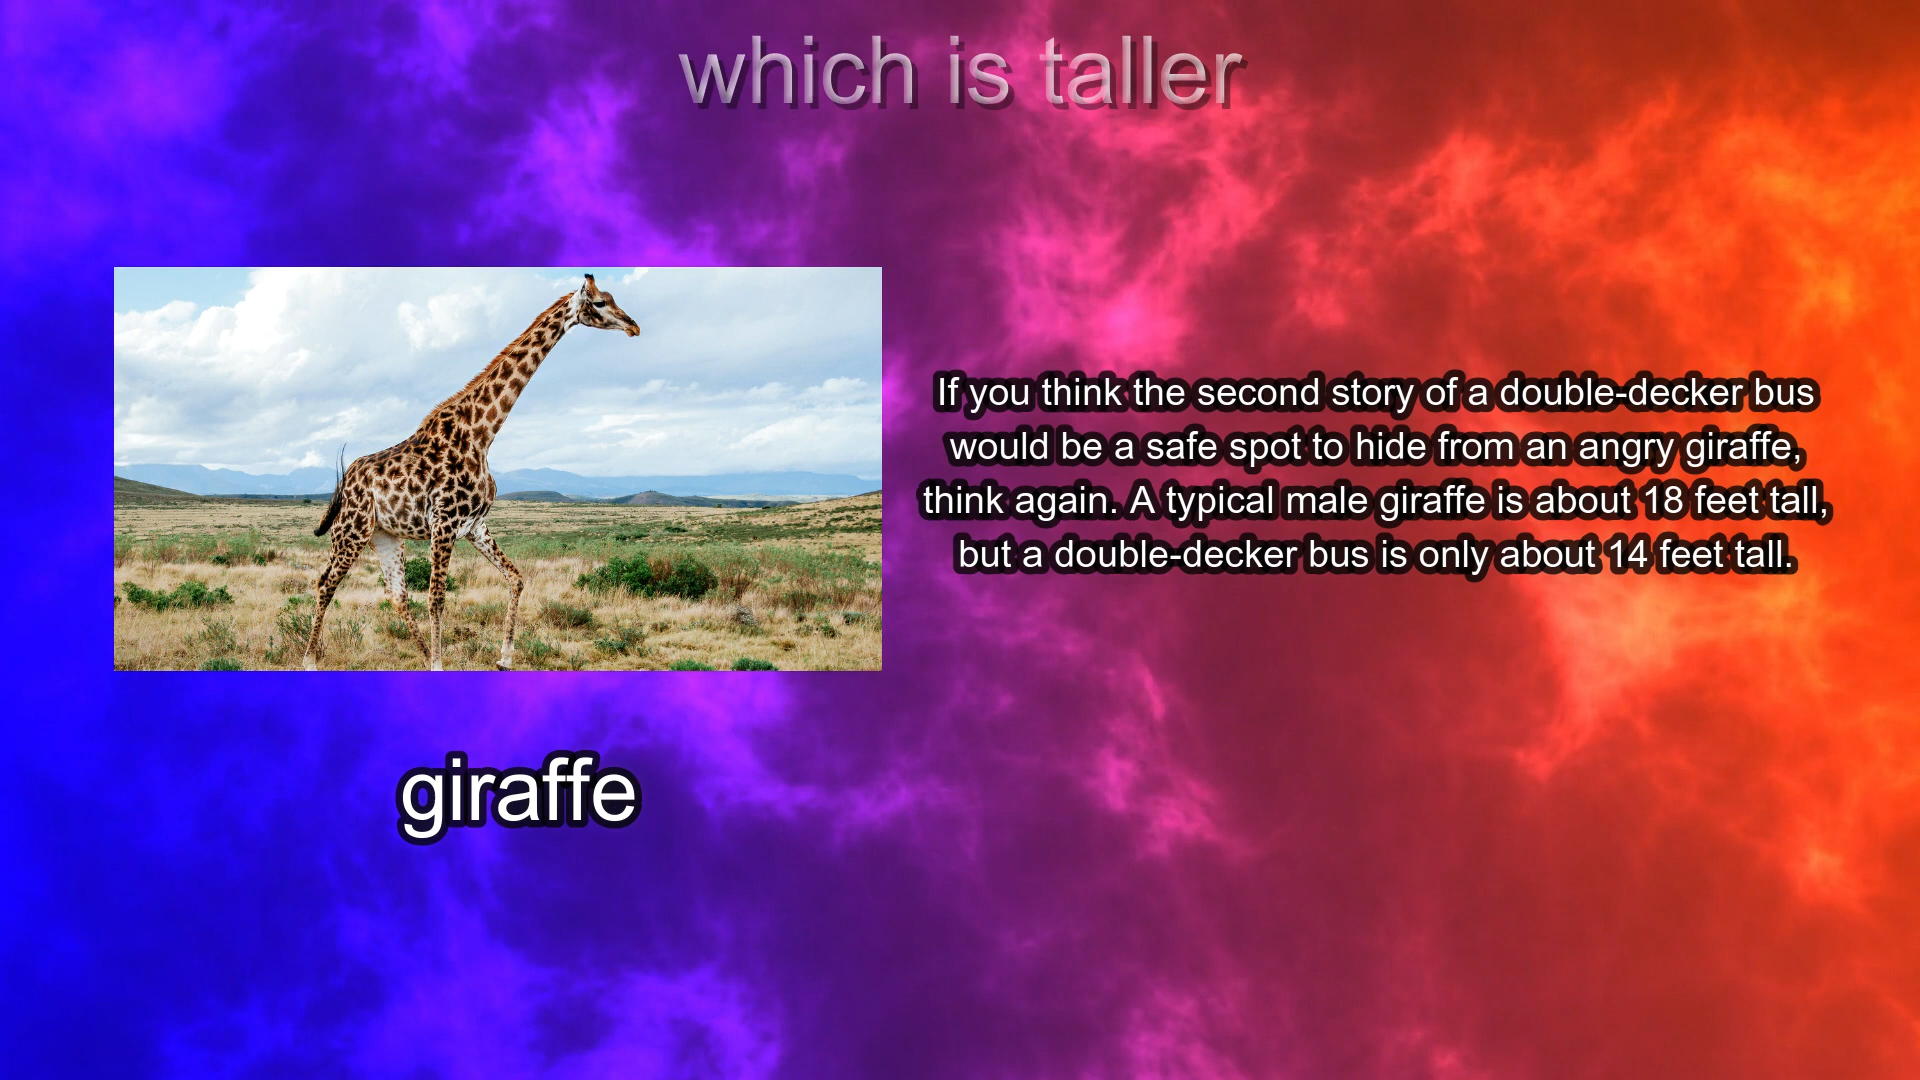 which is taller
If you think the second story of a double-decker bus
would be a safe spot to hide from an angry giraffe,
think again. A typical male giraffe is about 18 feet tall,
but a double-decker bus is only about 14 feet tall.
giraffe